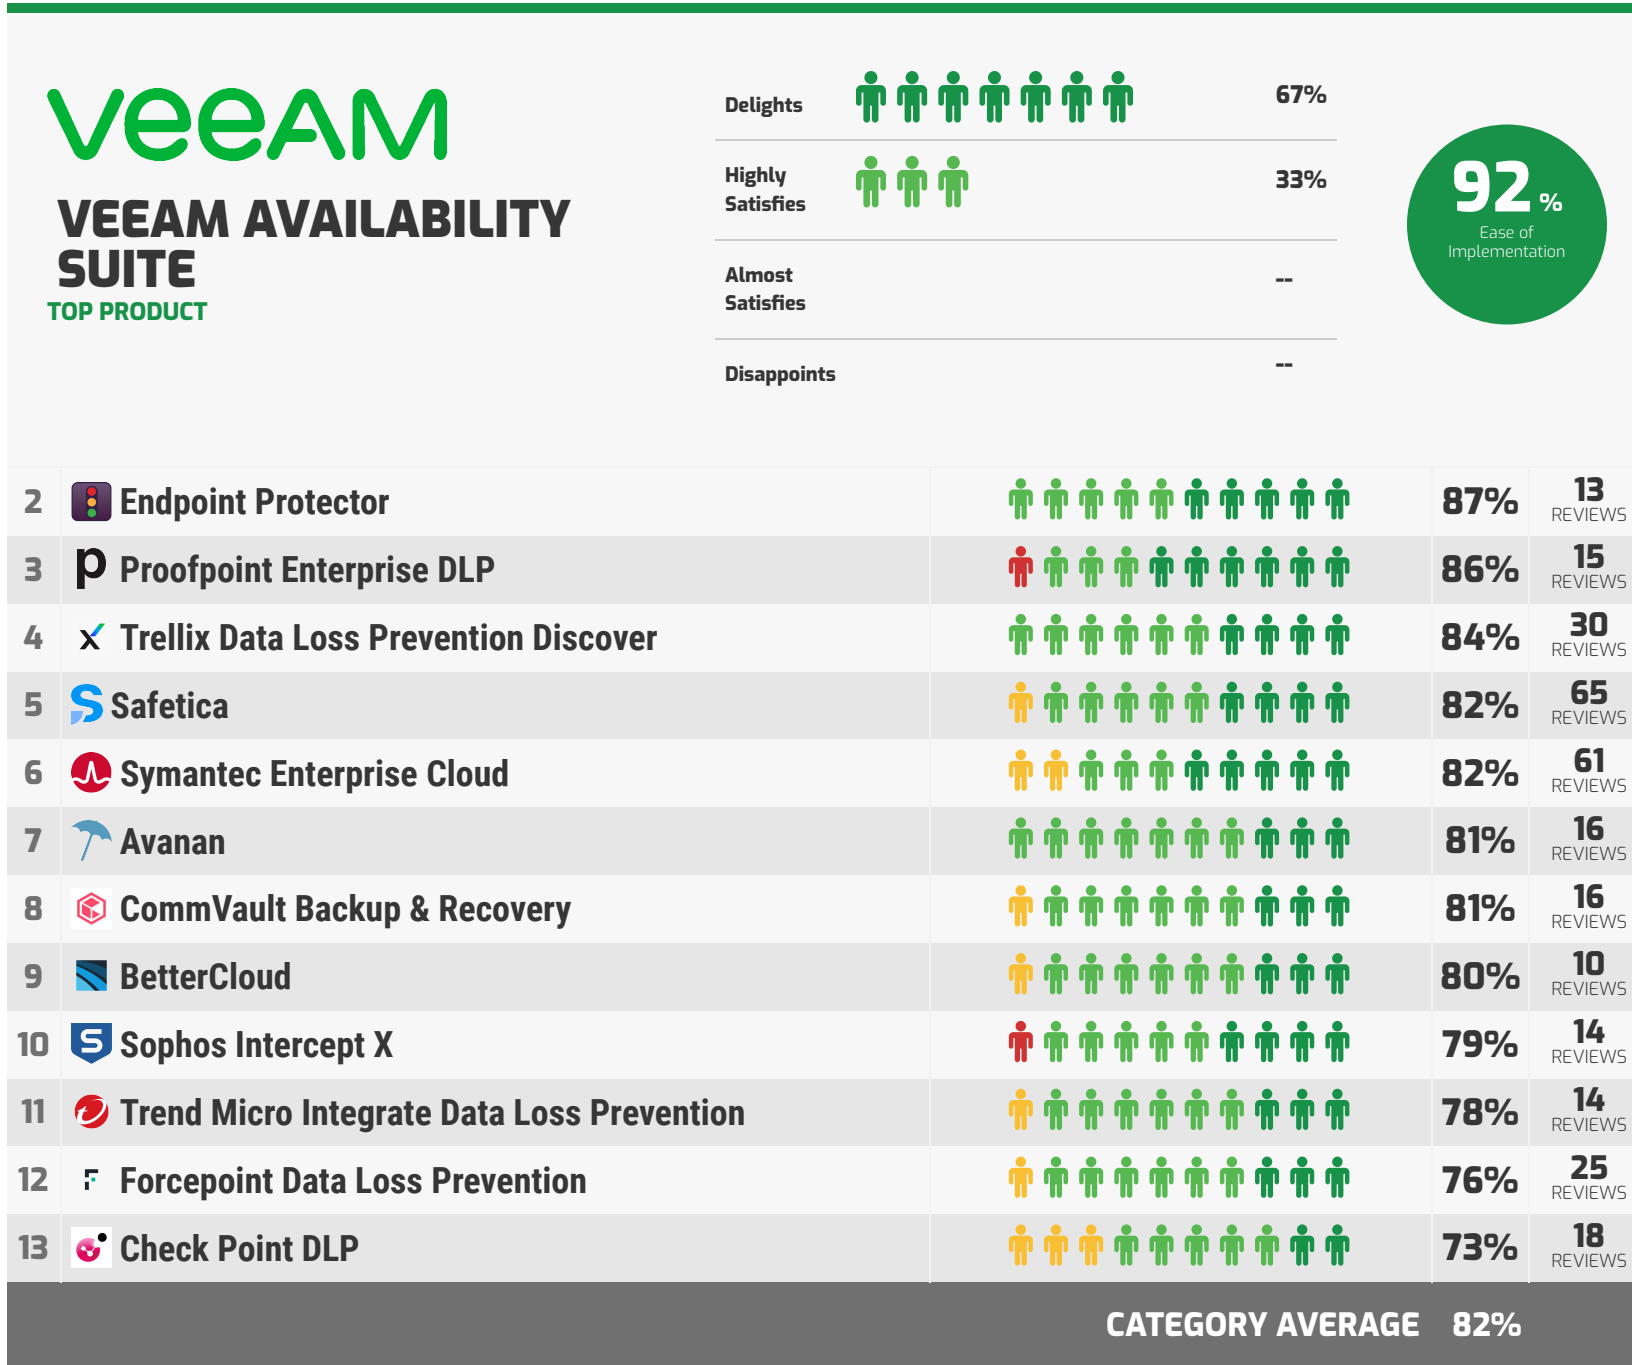 veeAM
VEEAM AVAILABILITY
SUITE
TOP PRODUCT
Delights 67%
Highly
Satisfies 33%
Almost
Satisfies --
Disappoints --
92 %
Ease of
Implementation
2 Endpoint Protector 87% 13 REVIEWS
3 p Proofpoint Enterprise DLP 86% 15 REVIEWS
4 Trellix Data Loss Prevention Discover 84% 30 REVIEWS
5 S Safetica 82% 65 REVIEWS
6 Symantec Enterprise Cloud 82% 61 REVIEWS
7 Avanan 81% 16 REVIEWS
8 CommVault Backup & Recovery 81% 16 REVIEWS
9 BetterCloud 80% 10 REVIEWS
10 S Sophos Intercept X 79% 14 REVIEWS
11 Trend Micro Integrate Data Loss Prevention 78% 14 REVIEWS
12 F Forcepoint Data Loss Prevention 76% 25 REVIEWS
13 Check Point DLP 73% 18 REVIEWS
CATEGORY AVERAGE 82%